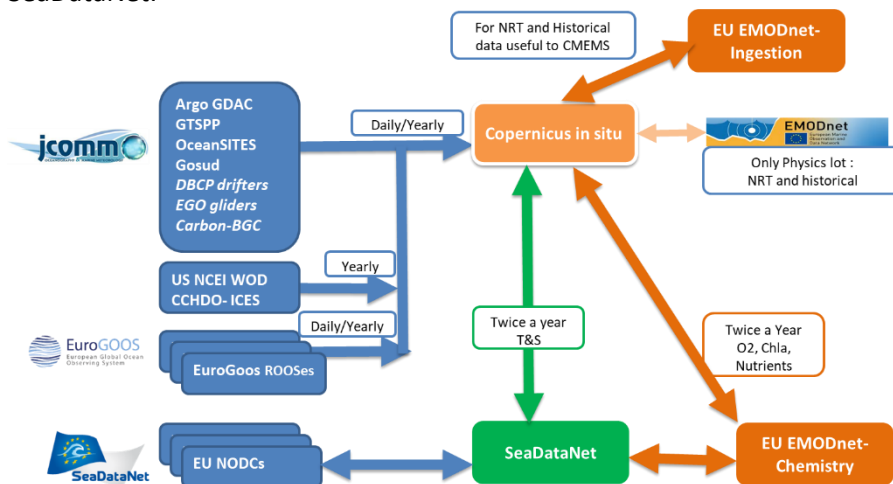 SeaDataNet.
For NRT and Historical
data useful to CMEMS
EU EMODnet-
Ingestion
jcomm
Argo GDAC
GTSPP
OceanSITES
Gosud
DBCP drifters
EGO gliders
Carbon-BGC
Daily/Yearly
Copernicus in situ
EMODnet
Only Physics lot :
NRT and historical
US NCEI WOD
CCHDO- ICES
Yearly
EuroGOOS
European Global Ocean
Observing System
Daily/Yearly
EuroGoos ROOSes
Twice a year
T&S
Twice a Year
O2, Chla,
Nutrients
SeaDataNet
EU NODCs
SeaDataNet
EU EMODnet-
Chemistry